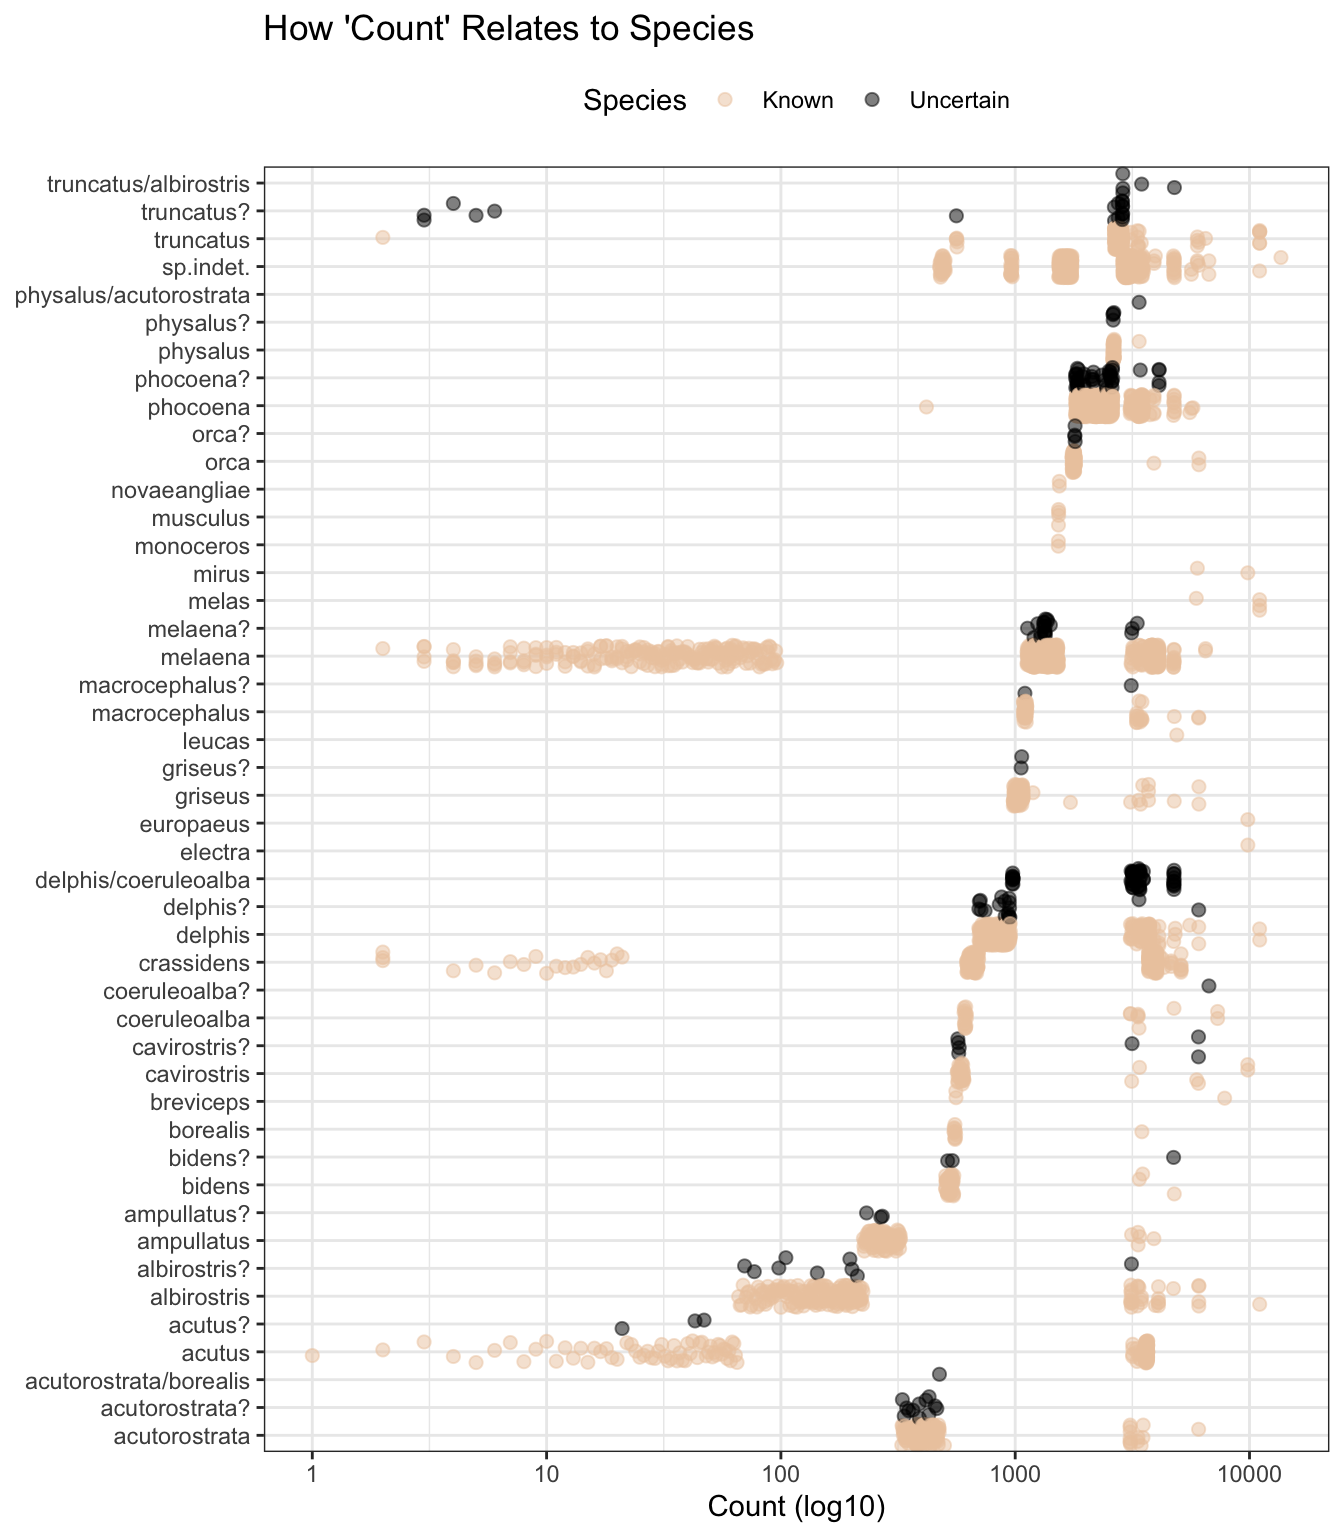 How 'Count' Relates to Species
Species Known Uncertain
truncatus/albirostris
truncatus?
truncatus
sp.indet.
physalus/acutorostrata
physalus?
physalus
phocoena?
phocoena
orca?
orca
novaeangliae
musculus
monoceros
mirus
melas
melaena?
melaena
macrocephalus?
macrocephalus
leucas
griseus?
griseus
europaeus
electra
delphis/coeruleoalba
delphis?
delphis
crassidens
coeruleoalba?
coeruleoalba
cavirostris?
cavirostris
breviceps
borealis
bidens?
bidens
ampullatus?
ampullatus
albirostris?
albirostris
acutus?
acutus
acutorostrata/borealis
acutorostrata?
acutorostrata
1 10 100 1000 10000
Count (log10)